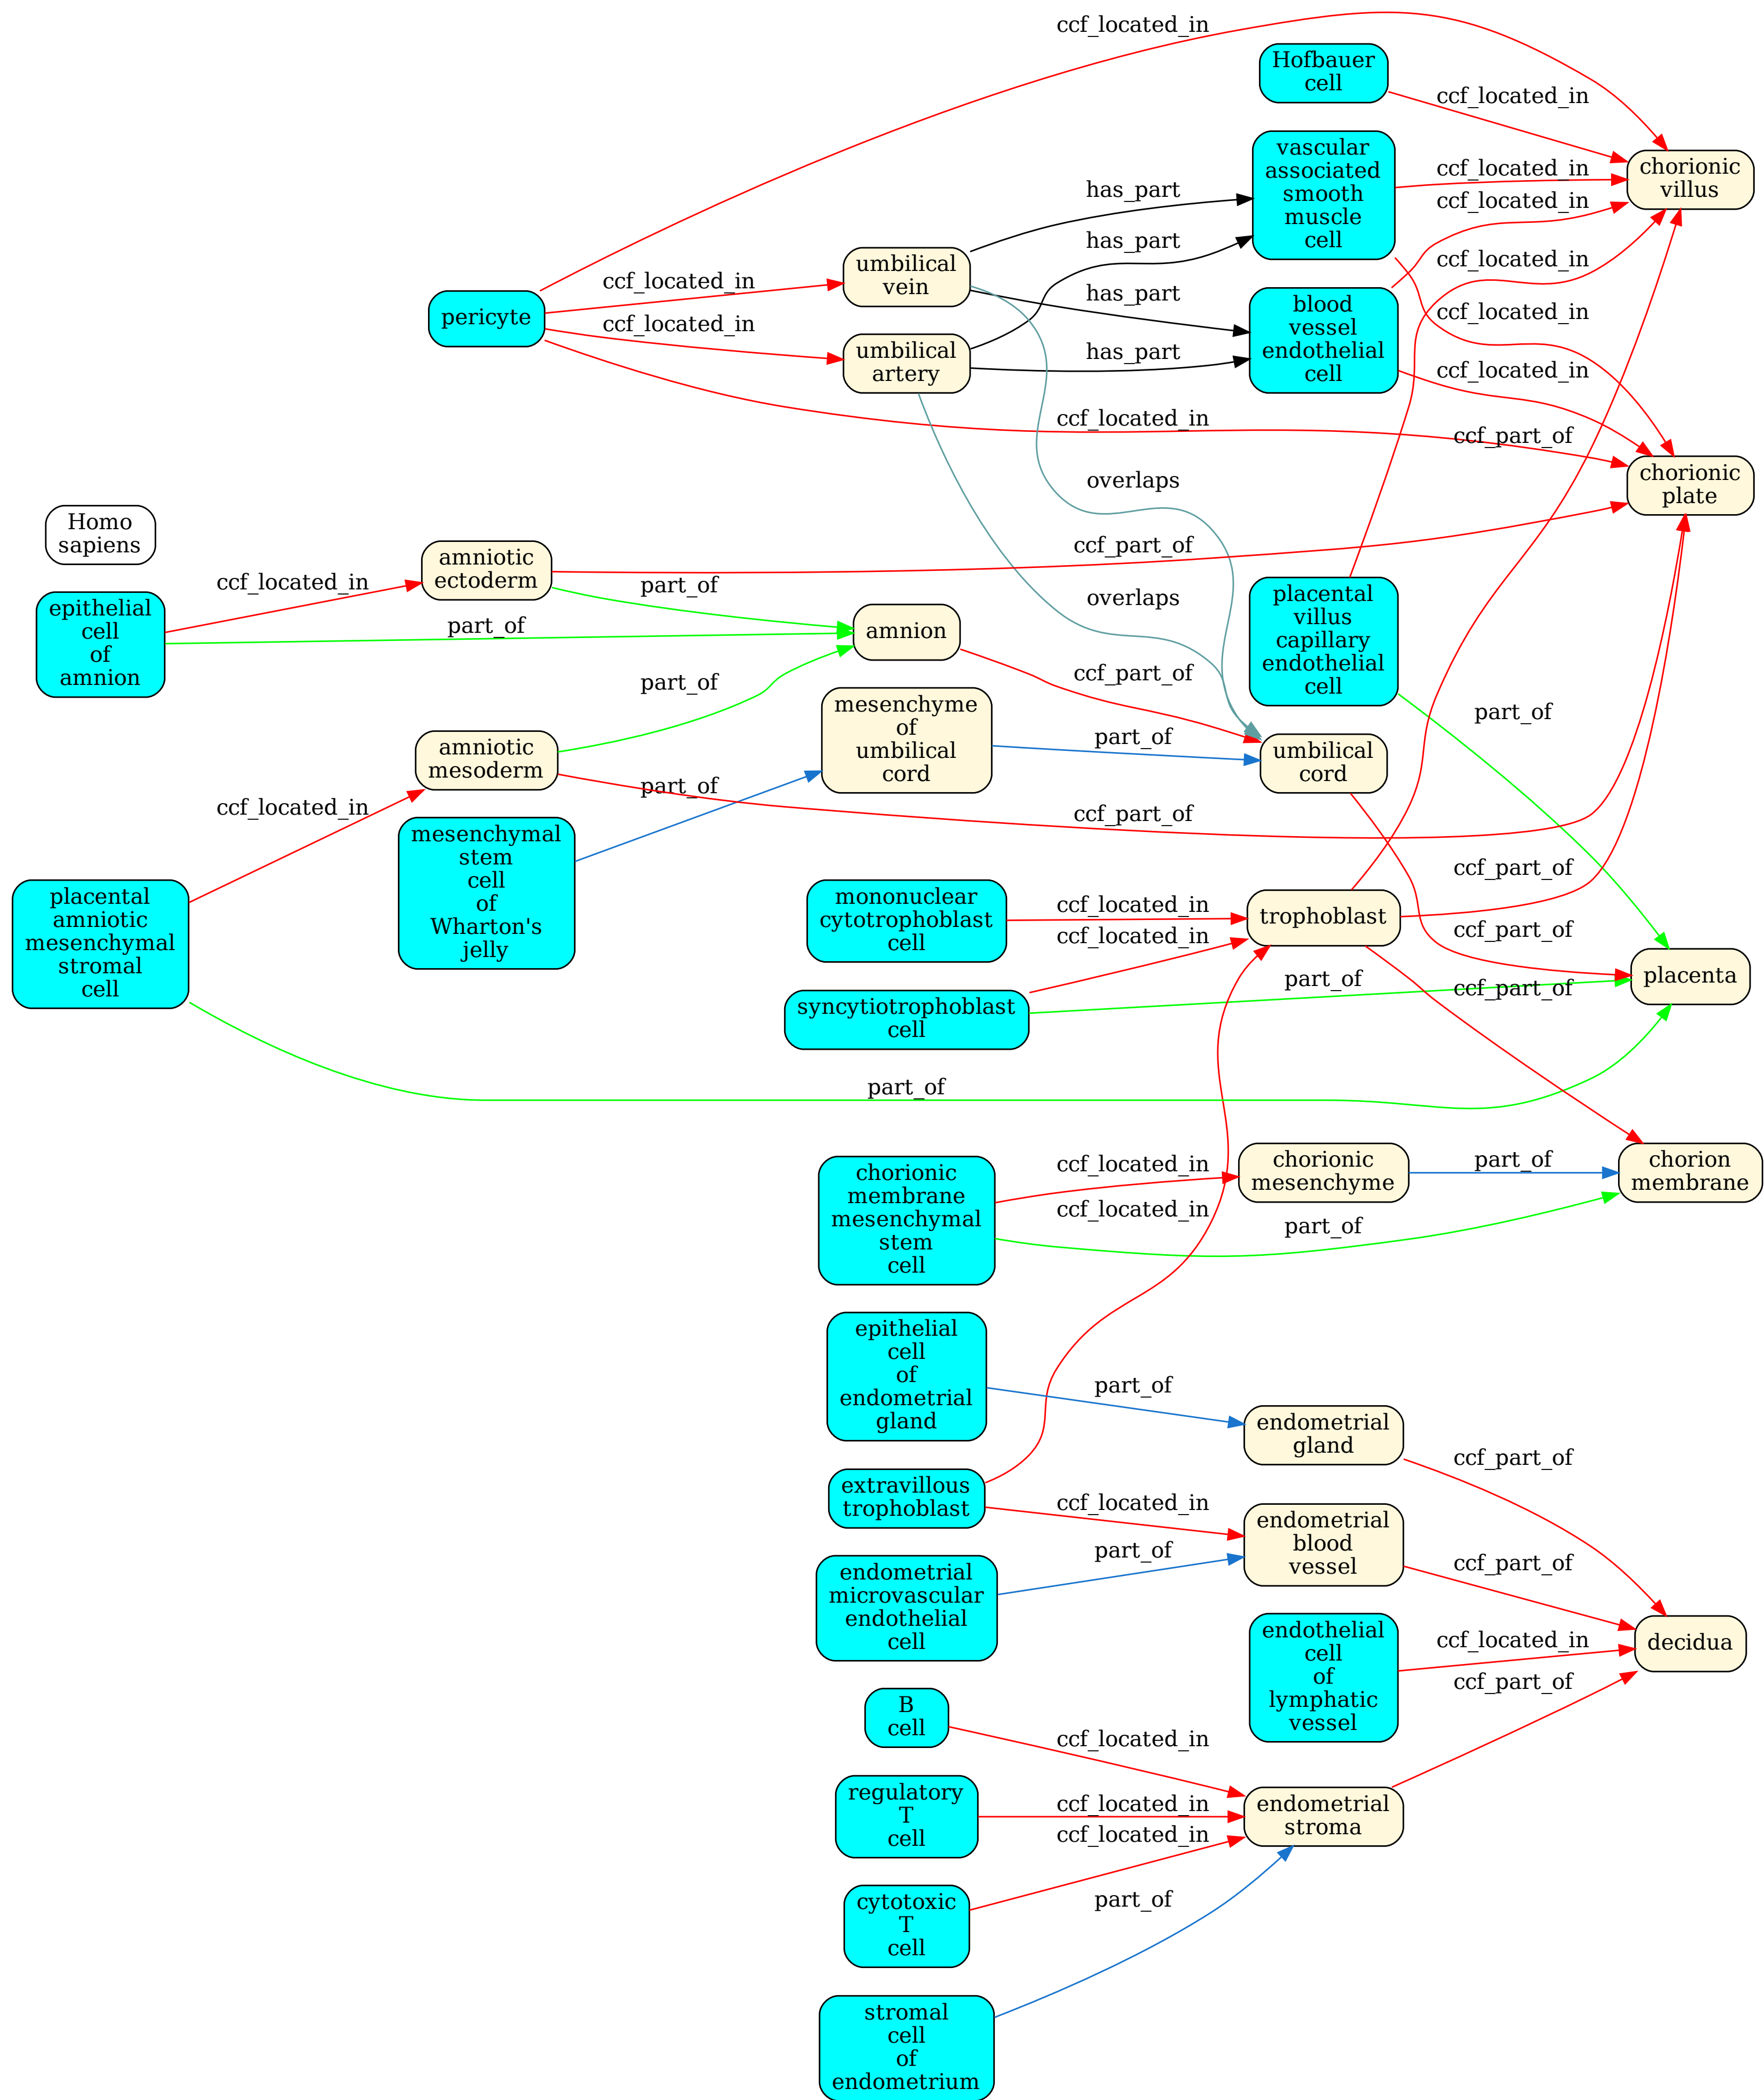 ccf_located_in
Hofbauer
cell
ccf_located_in
vascular
associated
smooth
muscle
cell
chorionic
villus
ccf_located_in
has_part
ccf_located_in
has_part
ccf_located_in
umbilical
vein
ccf_located_in
has_part
pericyte
blood
vessel
endothelial
cell
ccf_located_in
ccf_located_in
umbilical
artery
has_part
ccf_located_in
ccf_located_in
ccf_part_of
chorionic
plate
overlaps
Homo
sapiens
amniotic
ectoderm
ccf_part_of
ccf_located_in
part_of
epithelial
cell
of
amnion
part_of
amnion
overlaps
placental
villus
capillary
endothelial
cell
part_of
ccf_part_of
mesenchyme
of
umbilical
cord
part_of
amniotic
mesoderm
part_of
umbilical
cord
part_of
ccf_located_in
ccf_part_of
mesenchymal
stem
cell
of
Wharton's
jelly
placental
amniotic
mesenchymal
stromal
cell
mononuclear
cytotrophoblast
cell
ccf_located_in
trophoblast
ccf_part_of
ccf_located_in
ccf_part_of
syncytiotrophoblast
cell
part_of
ccf_part_of
placenta
part_of
chorionic
membrane
mesenchymal
stem
cell
ccf_located_in
chorionic
mesenchyme
part_of
chorion
membrane
ccf_located_in
part_of
epithelial
cell
of
endometrial
gland
part_of
endometrial
gland
ccf_part_of
extravillous
trophoblast
ccf_located_in
endometrial
blood
vessel
part_of
ccf_part_of
endometrial
microvascular
endothelial
cell
endothelial
cell
of
lymphatic
vessel
ccf_located_in
decidua
ccf_part_of
B
cell
ccf_located_in
regulatory
T
cell
ccf_located_in
endometrial
stroma
ccf_located_in
cytotoxic
T
cell
part_of
stromal
cell
of
endometrium